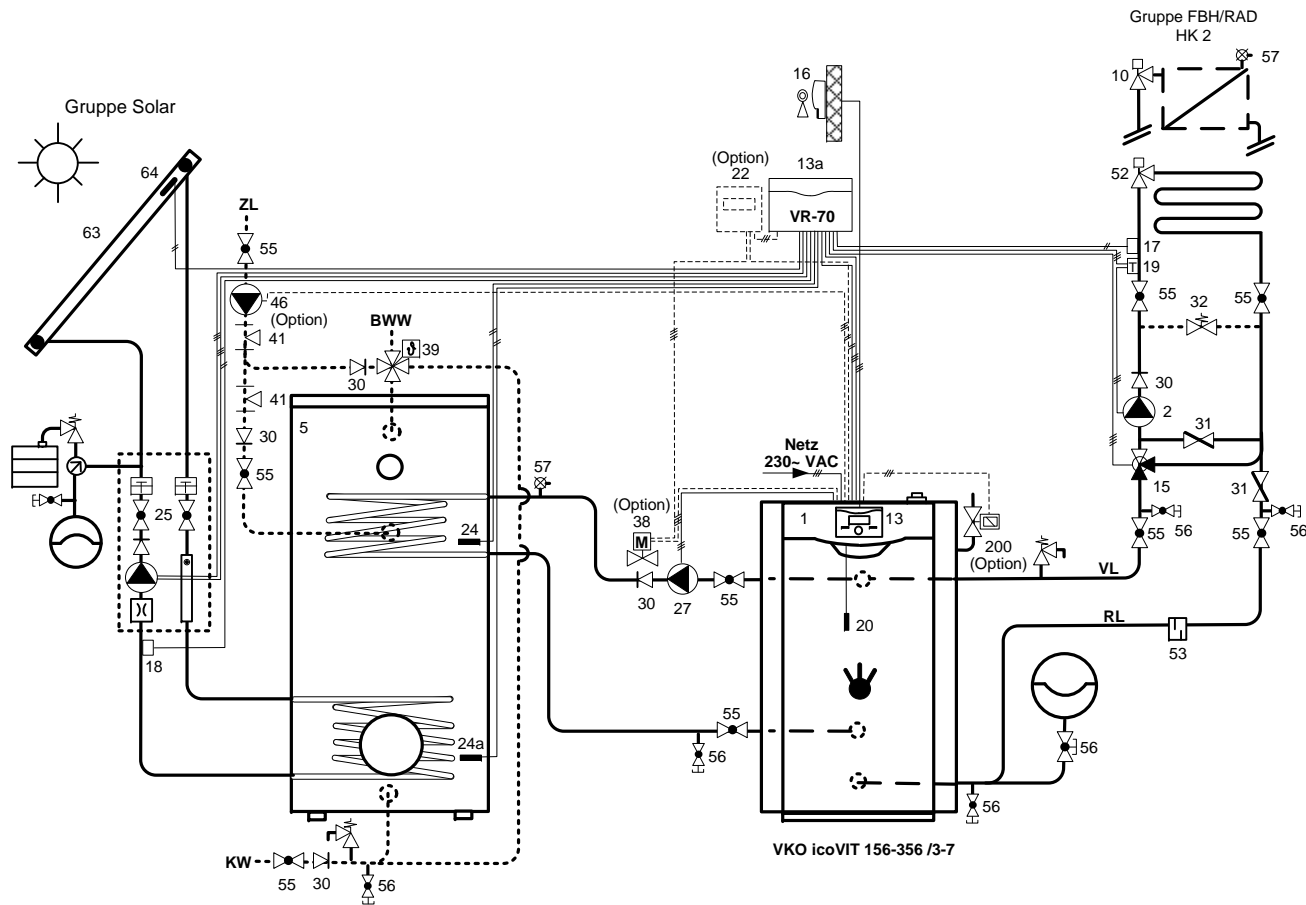 Gruppe FBH/RAD
HK 2
57
10
16
Gruppe Solar
(Option)
22
13a
VR-70
52
64
ZL
63
55
17
19
T
46
(Option)
55
32
55
41
BWW
39
30
41
30
2
5
30
31
55
Netz
230~ VAC
15
31
57
(Option)
38
M
1
13
25
24
200
(Option)
56
55
55
56
30
27
55
VL
20
RL
18
53
55
24a
56
56
56
KW
55
30
56
VKO icoVIT 156-356 /3-7